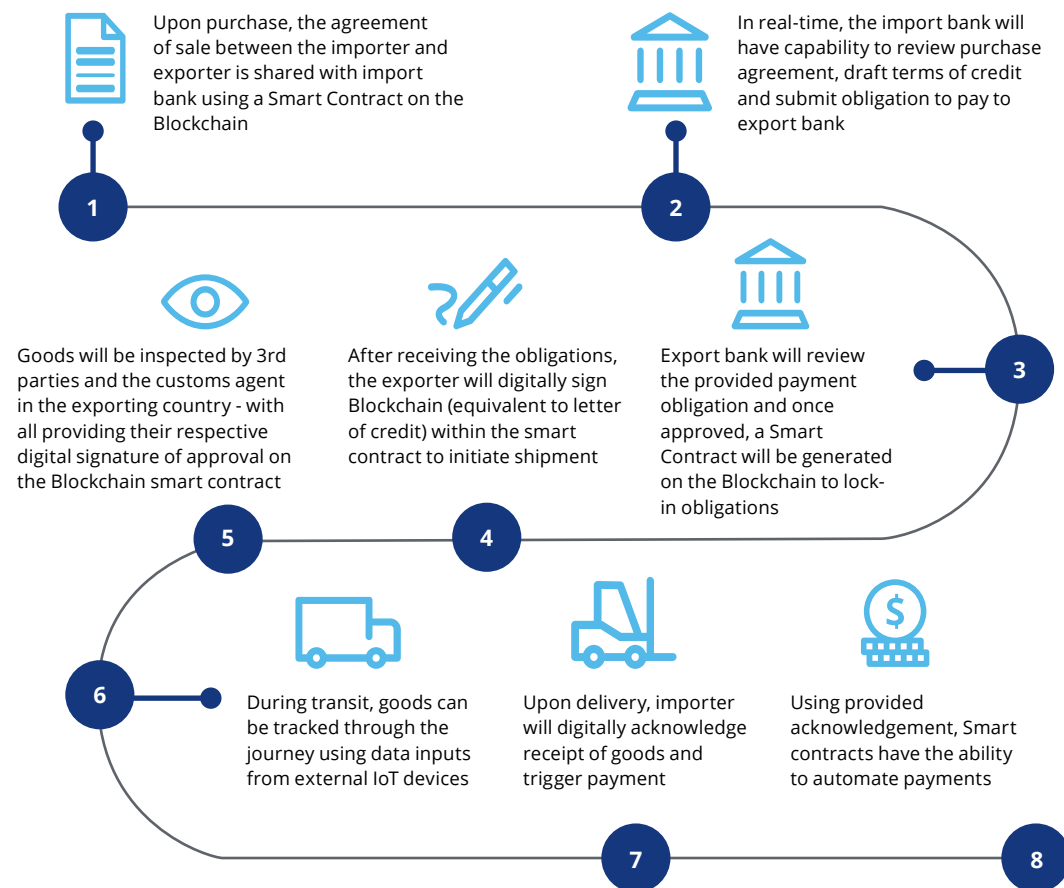 Upon purchase, the agreement
of sale between the importer and
exporter is shared with import
bank using a Smart Contract on the
Blockchain
1
In real-time, the import bank will
have capability to review purchase
agreement, draft terms of credit
and submit obligation to pay to
export bank
2
Export bank will review
the provided payment
obligation and once
approved, a Smart
Contract will be generated
on the Blockchain to lock-
in obligations
3
After receiving the obligations,
the exporter will digitally sign
Blockchain (equivalent to letter
of credit) within the smart
contract to initiate shipment
4
Goods will be inspected by 3rd
parties and the customs agent
in the exporting country - with
all providing their respective
digital signature of approval on
the Blockchain smart contract
5
6
During transit, goods can
be tracked through the
journey using data inputs
from external IoT devices
Upon delivery, importer
will digitally acknowledge
receipt of goods and
trigger payment
7
$
Using provided
acknowledgement, Smart
contracts have the ability
to automate payments
8